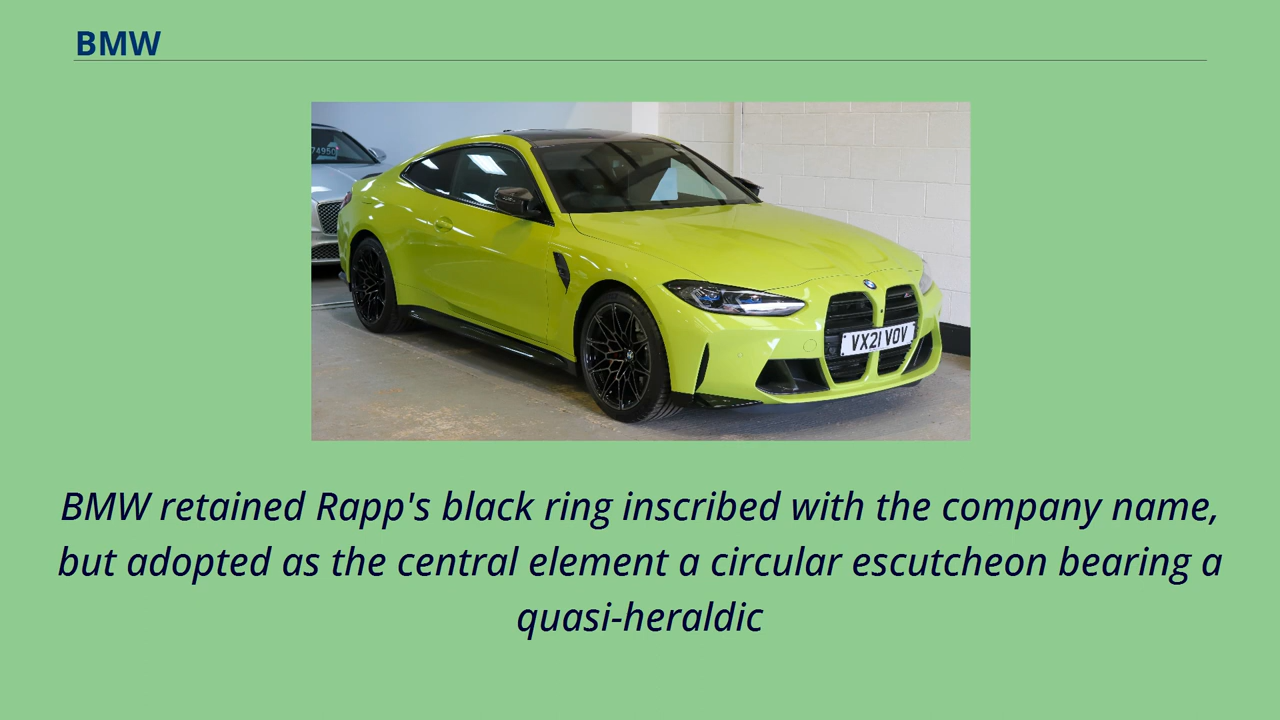 BMW
74950
VX21 VOV
BMW retained Rapp's black ring inscribed with the company name,
but adopted as the central element a circular escutcheon bearing a
quasi-heraldic